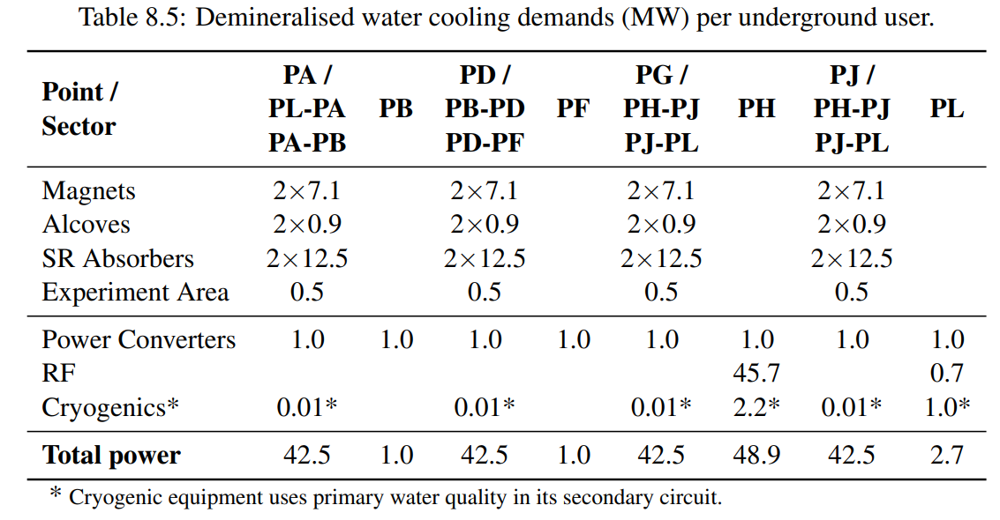 Table 8.5: Demineralised water cooling demands (MW) per underground user.
PA / PD / PG / PJ /
Point / PL-PA PB PB-PD PF PH-PJ PH PH-PJ PL
Sector PA-PB PD-PF PJ-PL PJ-PL
Magnets 2×7.1 2×7.1 2×7.1 2×7.1
Alcoves 2×0.9 2×0.9 2×0.9 2×0.9
SR Absorbers 2×12.5 2×12.5 2×12.5 2×12.5
Experiment Area 0.5 0.5 0.5 0.5
Power Converters 1.0 1.0 1.0 1.0 1.0 1.0 1.0 1.0
RF 45.7 0.7
Cryogenics* 0.01* 0.01* 0.01* 2.2* 0.01* 1.0*
Total power 42.5 1.0 42.5 1.0 42.5 48.9 42.5 2.7
* Cryogenic equipment uses primary water quality in its secondary circuit.